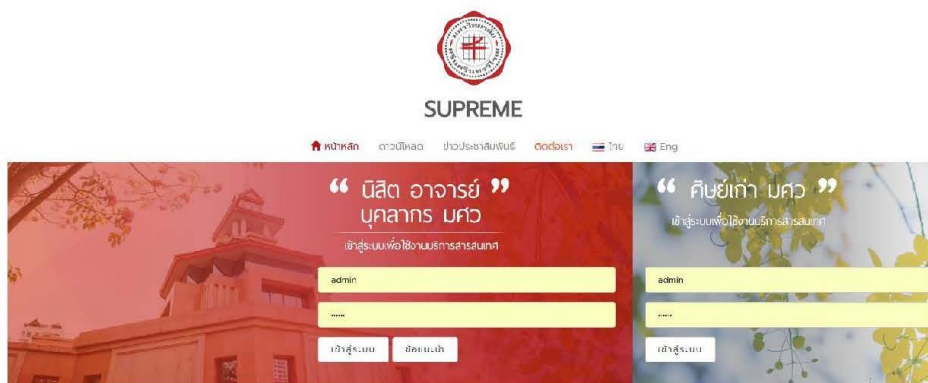 SUPREME
หน้าหลัก ดาวน์โหลด ข่าวประชาสัมพันธ์ ติดต่อเรา ไทย Eng
“ นิสิต อาจารย์ ”
บุคลากร มศว
เข้าสู่ระบบเพื่อใช้งานบริการสารสนเทศ
admin
เข้าสู่ระบบ ข้อแนะนำ
“ ศิษย์เก่า มศว ”
เข้าสู่ระบบเพื่อใช้งานบริการสารสนเทศ
admin
เข้าสู่ระบบ